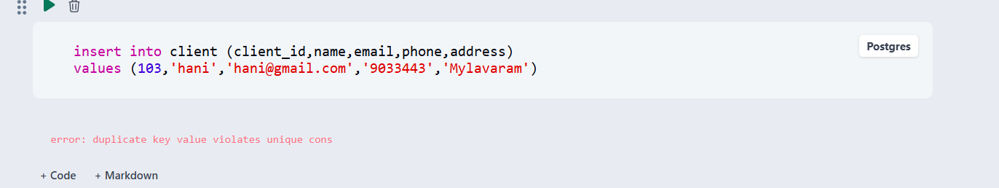 insert into client (client_id,name,email,phone,address)
values (103,'hani','hani@gmail.com','9033443','Mylavaram')
Postgres
error: duplicate key value violates unique cons
+ Code + Markdown